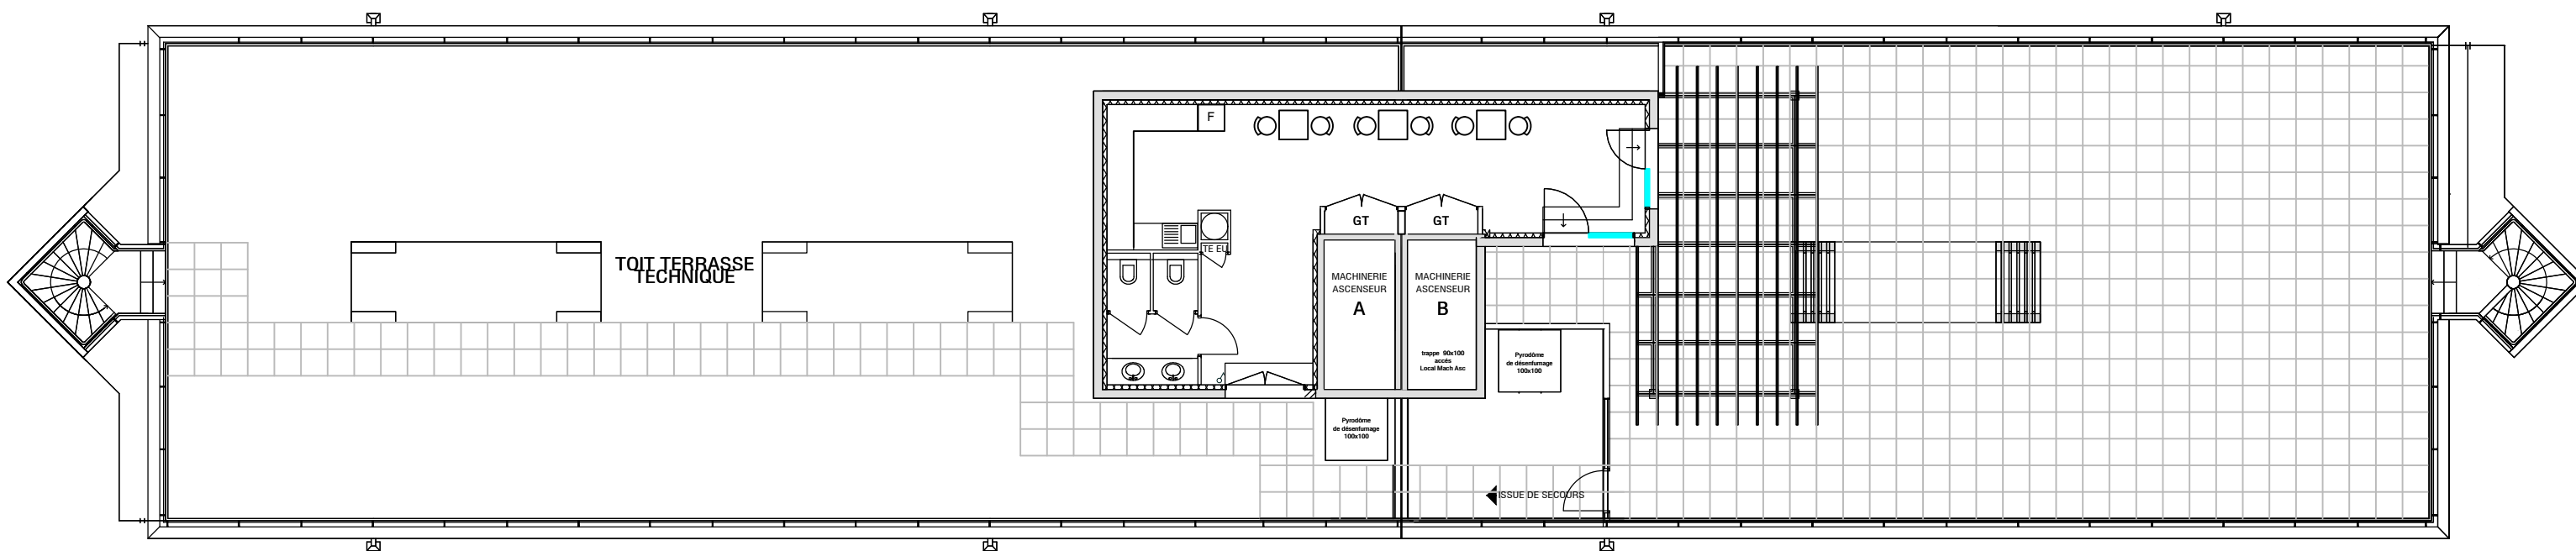 F
GT
GT
TE EU
TOIT TERRASSE
TECHNIQUE
MACHINERIE
ASCENSEUR
A
MACHINERIE
ASCENSEUR
B
trappe 90x100
accés
Local Mach Asc
Pyrodôme
de désenfumage
100x100
Pyrodôme
de désenfumage
100x100
ISSUE DE SECOURS